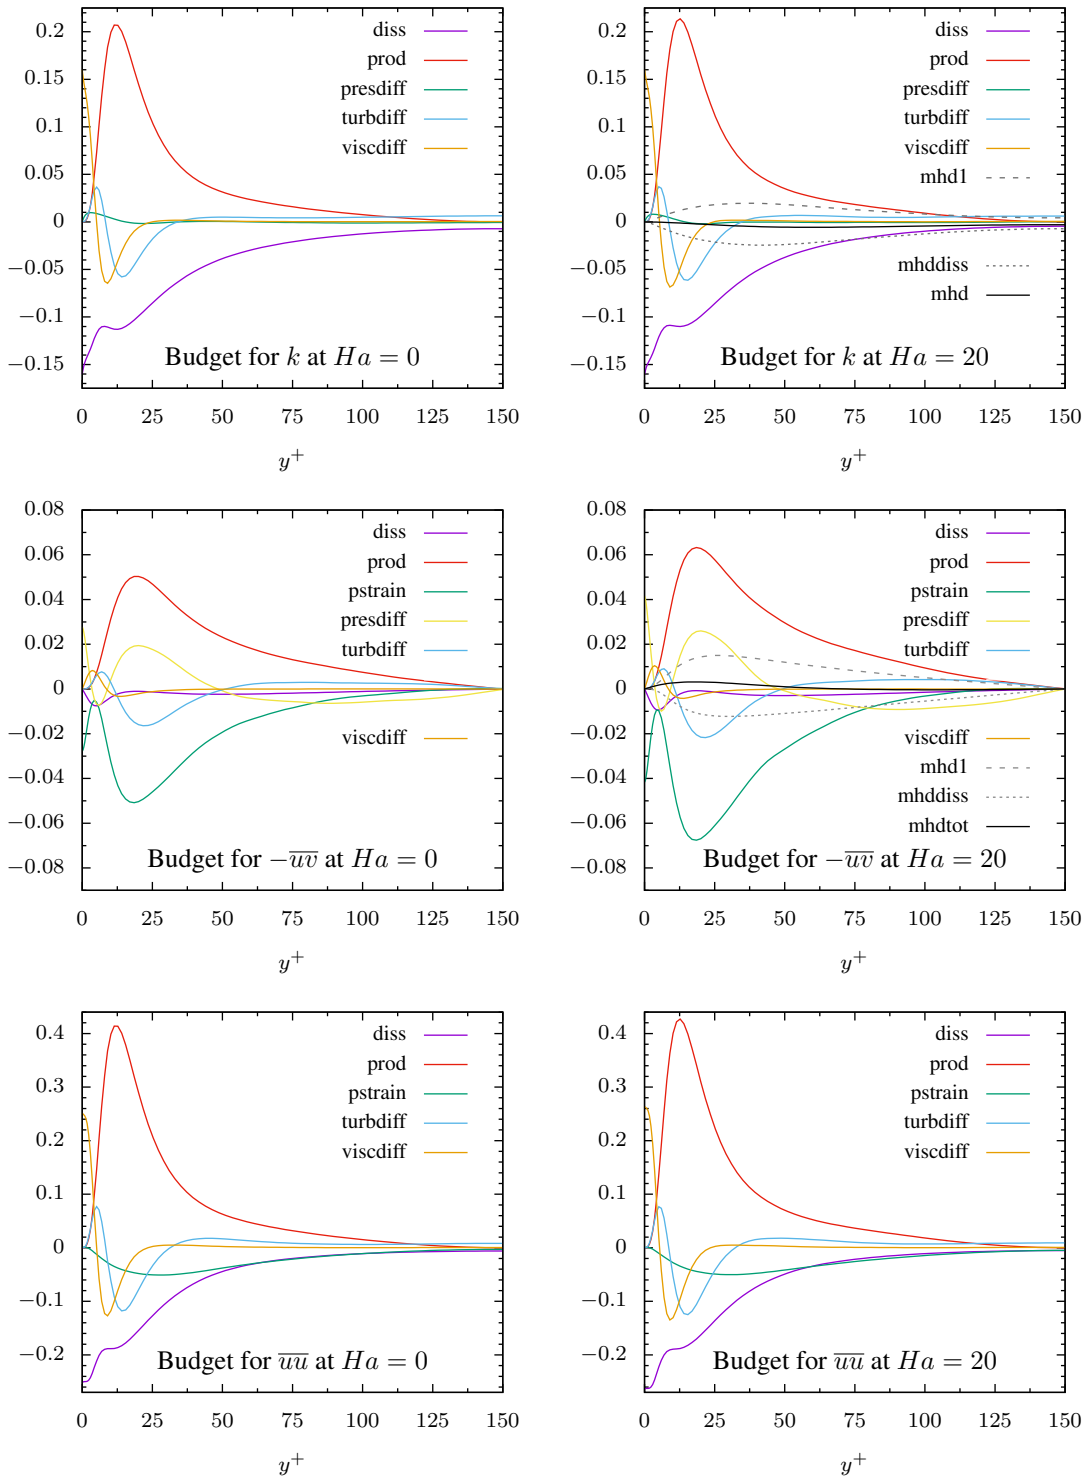 0.2
0.15
0.1
0.05
0
−0.05
−0.1
−0.15
diss
prod
presdiff
turbdiff
viscdiff
Budget for k at Ha = 0
0 25 50 75 100 125 150
y⁺
0.2
0.15
0.1
0.05
0
−0.05
−0.1
−0.15
diss
prod
presdiff
turbdiff
viscdiff
mhd1
mhddiss
mhd
Budget for k at Ha = 20
0 25 50 75 100 125 150
y⁺
0.08
0.06
0.04
0.02
0
−0.02
−0.04
−0.06
−0.08
diss
prod
pstrain
presdiff
turbdiff
viscdiff
Budget for −u̅v̅ at Ha = 0
0 25 50 75 100 125 150
y⁺
0.08
0.06
0.04
0.02
0
−0.02
−0.04
−0.06
−0.08
diss
prod
pstrain
presdiff
turbdiff
viscdiff
mhd1
mhddiss
mhdtot
Budget for −u̅v̅ at Ha = 20
0 25 50 75 100 125 150
y⁺
0.4
0.3
0.2
0.1
0
−0.1
−0.2
diss
prod
pstrain
turbdiff
viscdiff
Budget for u̅u̅ at Ha = 0
0 25 50 75 100 125 150
y⁺
0.4
0.3
0.2
0.1
0
−0.1
−0.2
diss
prod
pstrain
turbdiff
viscdiff
Budget for u̅u̅ at Ha = 20
0 25 50 75 100 125 150
y⁺